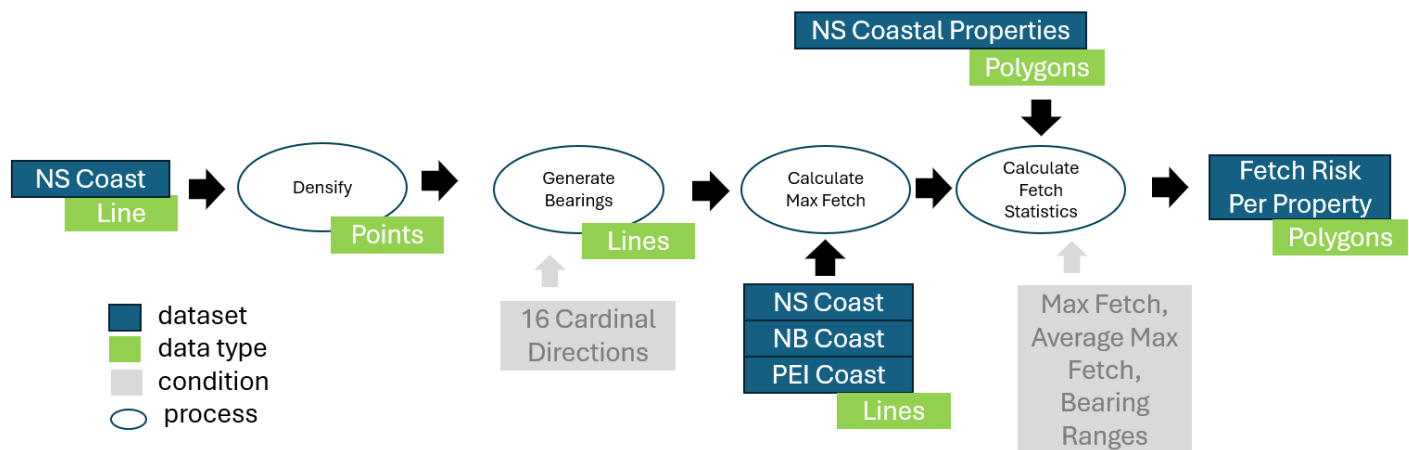 NS Coastal Properties
Polygons
NS Coast
Line
Densify
Points
Generate
Bearings
Lines
16 Cardinal
Directions
Calculate
Max Fetch
NS Coast
NB Coast
PEI Coast
Lines
Calculate
Fetch
Statistics
Max Fetch,
Average Max
Fetch,
Bearing
Ranges
Fetch Risk
Per Property
Polygons
dataset
data type
condition
process